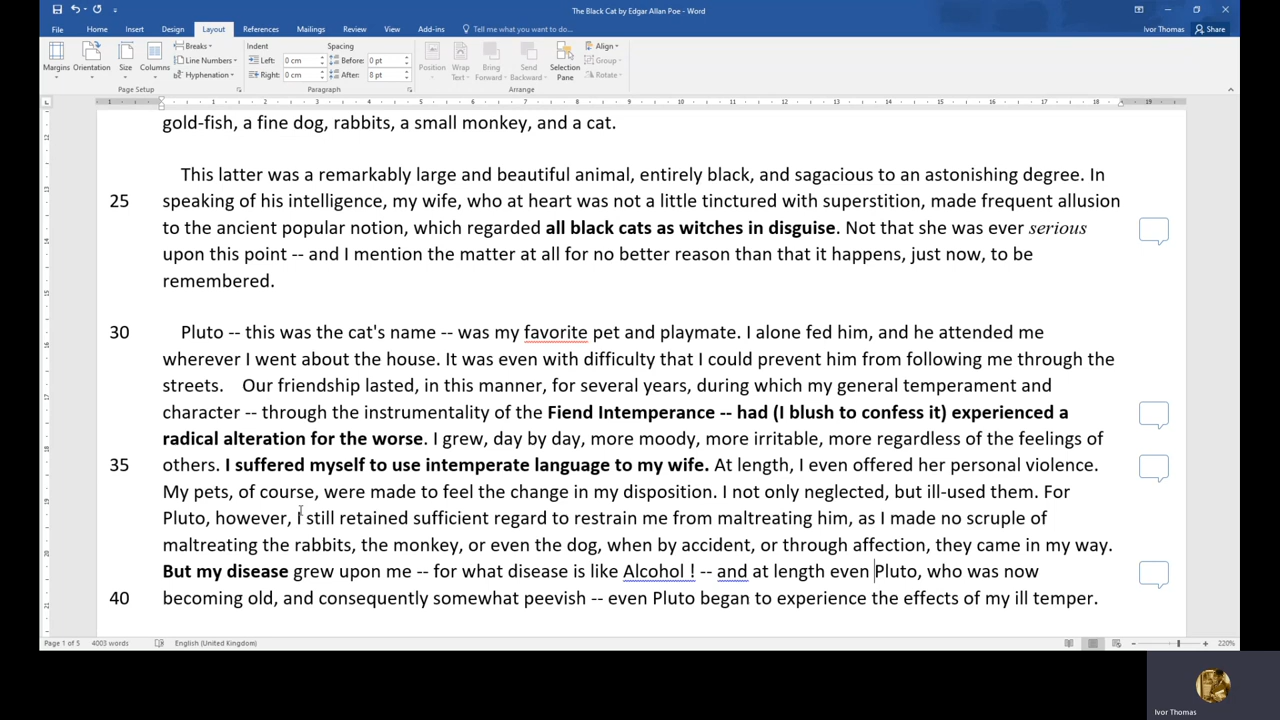 The Black Cat by Edgar Allan Poe - Word
File Home Insert Design Layout References Mailings Review View Add-ins Tell me what you want to do... Ivor Thomas Share
Margins Orientation Size Columns Breaks Line Numbers Hyphenation
Page Setup
Indent Spacing
Left: 0 cm Before: 0 pt
Right: 0 cm After: 8 pt
Paragraph
Position Wrap Text Bring Forward Send Backward Selection Pane Align Group Rotate
Arrange
gold-fish, a fine dog, rabbits, a small monkey, and a cat.
This latter was a remarkably large and beautiful animal, entirely black, and sagacious to an astonishing degree. In
25 speaking of his intelligence, my wife, who at heart was not a little tinctured with superstition, made frequent allusion
to the ancient popular notion, which regarded all black cats as witches in disguise. Not that she was ever serious
upon this point -- and I mention the matter at all for no better reason than that it happens, just now, to be
remembered.
30 Pluto -- this was the cat's name -- was my favorite pet and playmate. I alone fed him, and he attended me
wherever I went about the house. It was even with difficulty that I could prevent him from following me through the
streets. Our friendship lasted, in this manner, for several years, during which my general temperament and
character -- through the instrumentality of the Fiend Intemperance -- had (I blush to confess it) experienced a
radical alteration for the worse. I grew, day by day, more moody, more irritable, more regardless of the feelings of
35 others. I suffered myself to use intemperate language to my wife. At length, I even offered her personal violence.
My pets, of course, were made to feel the change in my disposition. I not only neglected, but ill-used them. For
Pluto, however, I still retained sufficient regard to restrain me from maltreating him, as I made no scruple of
maltreating the rabbits, the monkey, or even the dog, when by accident, or through affection, they came in my way.
But my disease grew upon me -- for what disease is like Alcohol ! -- and at length even Pluto, who was now
40 becoming old, and consequently somewhat peevish -- even Pluto began to experience the effects of my ill temper.
Page 1 of 5 4003 words English (United Kingdom) 220%
Ivor Thomas